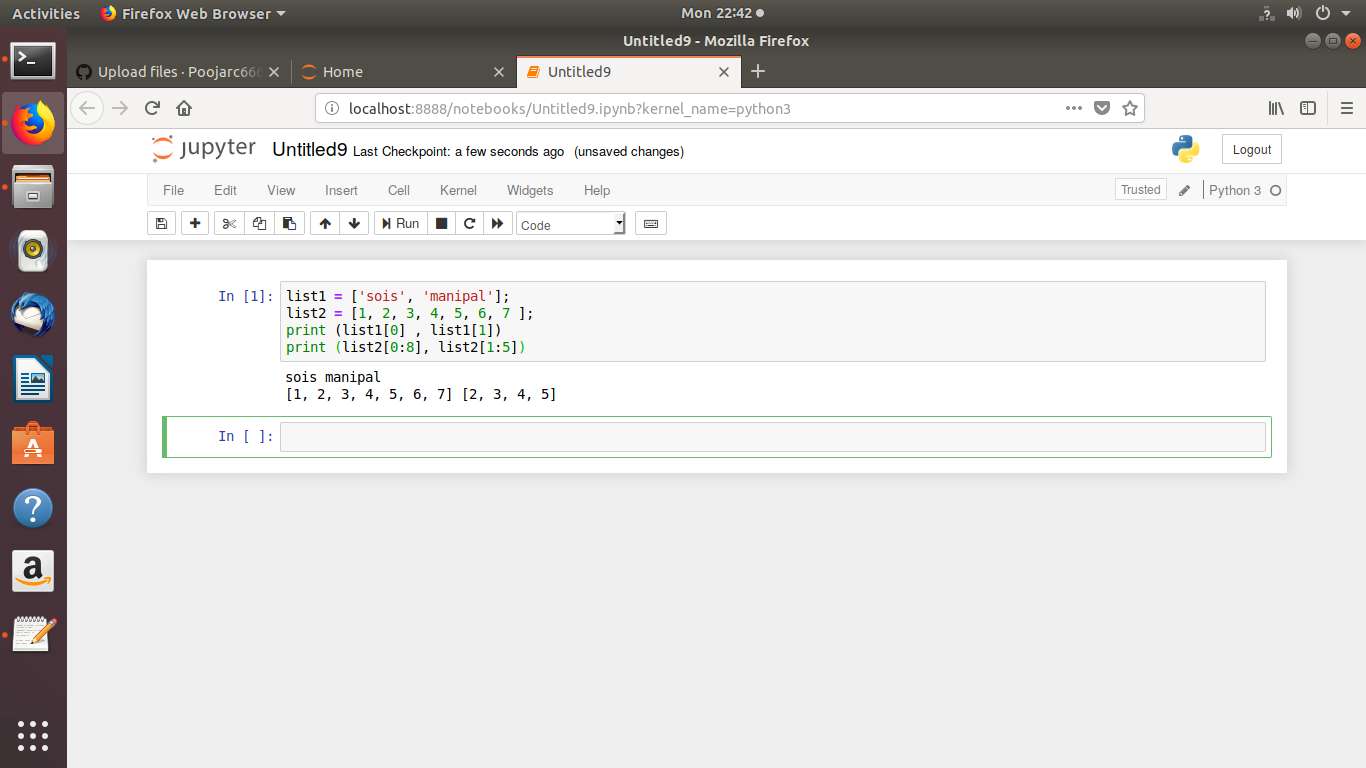 Activities Firefox Web Browser Mon 22:42
Untitled9 - Mozilla Firefox
Upload files · Poojarc666 Home Untitled9
localhost:8888/notebooks/Untitled9.ipynb?kernel_name=python3
jupyter Untitled9 Last Checkpoint: a few seconds ago (unsaved changes) Logout
File Edit View Insert Cell Kernel Widgets Help Trusted Python 3
Run Code
In [1]: list1 = ['sois', 'manipal'];
list2 = [1, 2, 3, 4, 5, 6, 7 ];
print (list1[0] , list1[1])
print (list2[0:8], list2[1:5])
sois manipal
[1, 2, 3, 4, 5, 6, 7] [2, 3, 4, 5]
In [ ]: